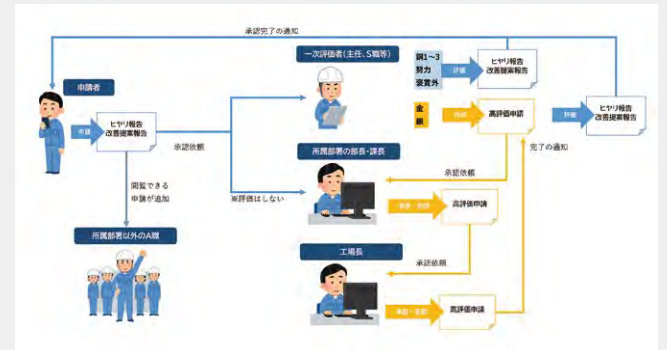 承認完了の通知
一次評価者(主任、S職等)
銅1〜3
努力
褒賞外
評価
ヒヤリ報告
改善提案報告
申請者
申請
ヒヤリ報告
改善提案報告
承認依頼
金
銀
高評価申請
評価
ヒヤリ報告
改善提案報告
完了の通知
所属部署の部長・課長
承認依頼
閲覧できる
申請が追加
※評価はしない
高評価申請
所属部署以外のA職
工場長
承認依頼
高評価申請